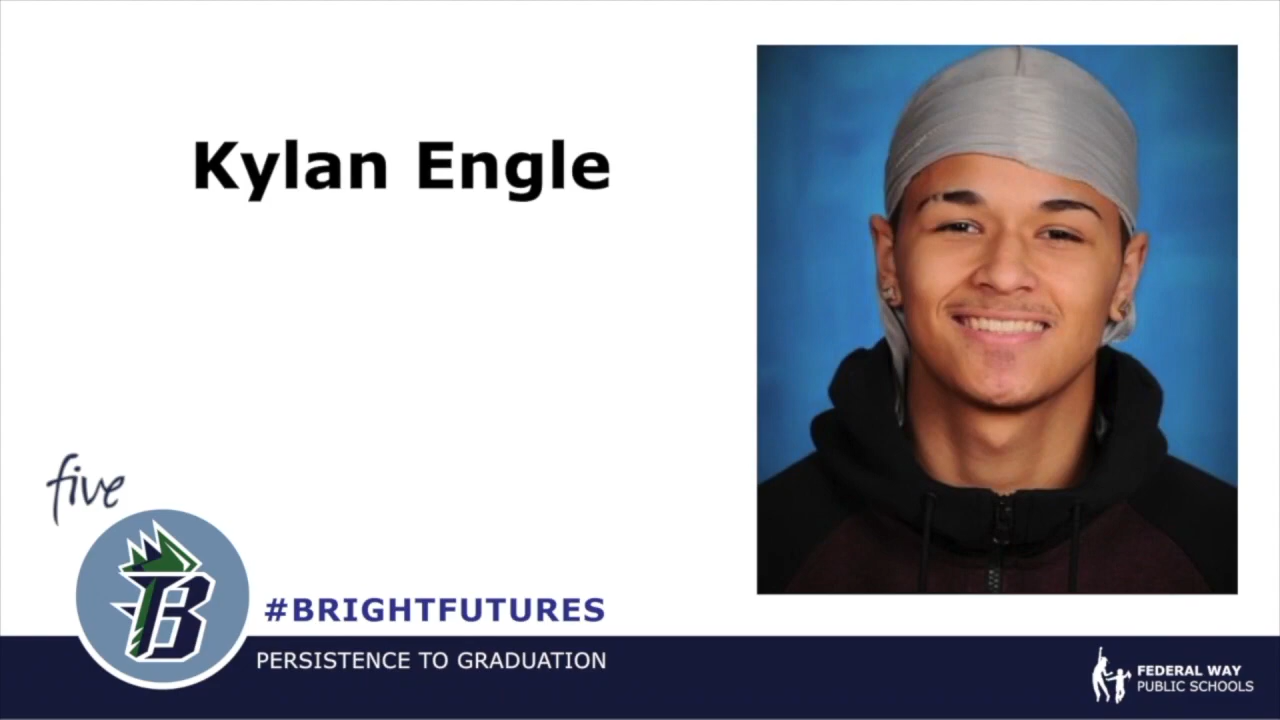 Kylan Engle
five
B
#BRIGHTFUTURES
PERSISTENCE TO GRADUATION
FEDERAL WAY
PUBLIC SCHOOLS